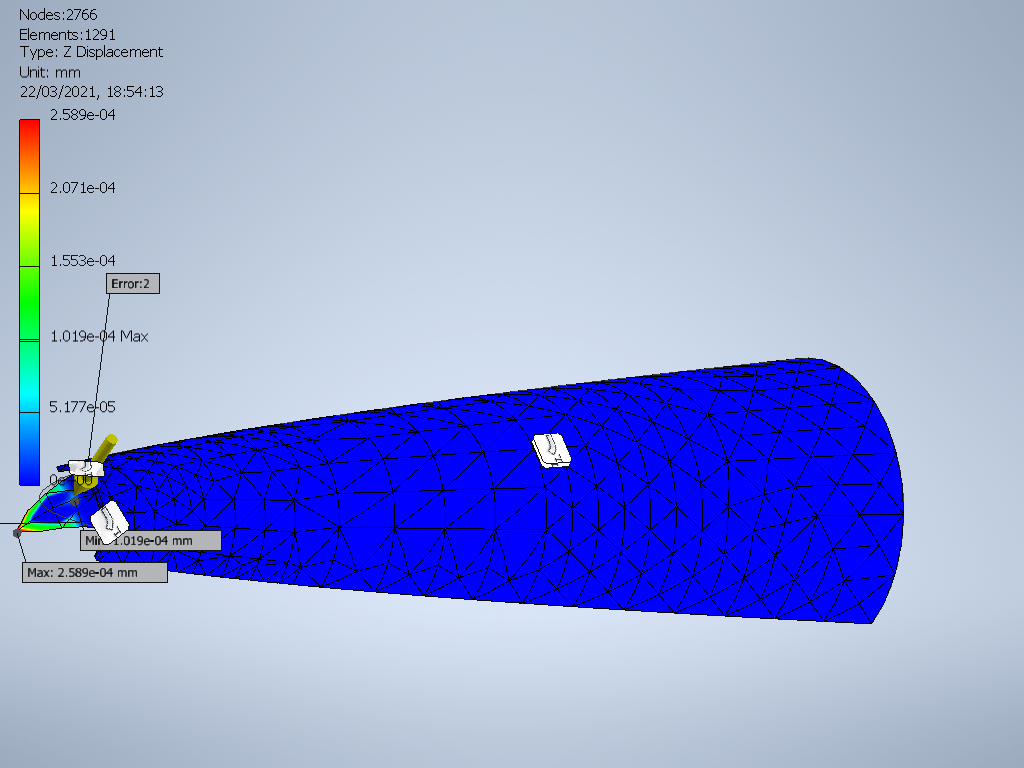 Nodes:2766
Elements:1291
Type: Z Displacement
Unit: mm
22/03/2021, 18:54:13
2.589e-04
2.071e-04
1.553e-04
Error:2
1.019e-04 Max
5.177e-05
0e+00
Min: 1.019e-04 mm
Max: 2.589e-04 mm